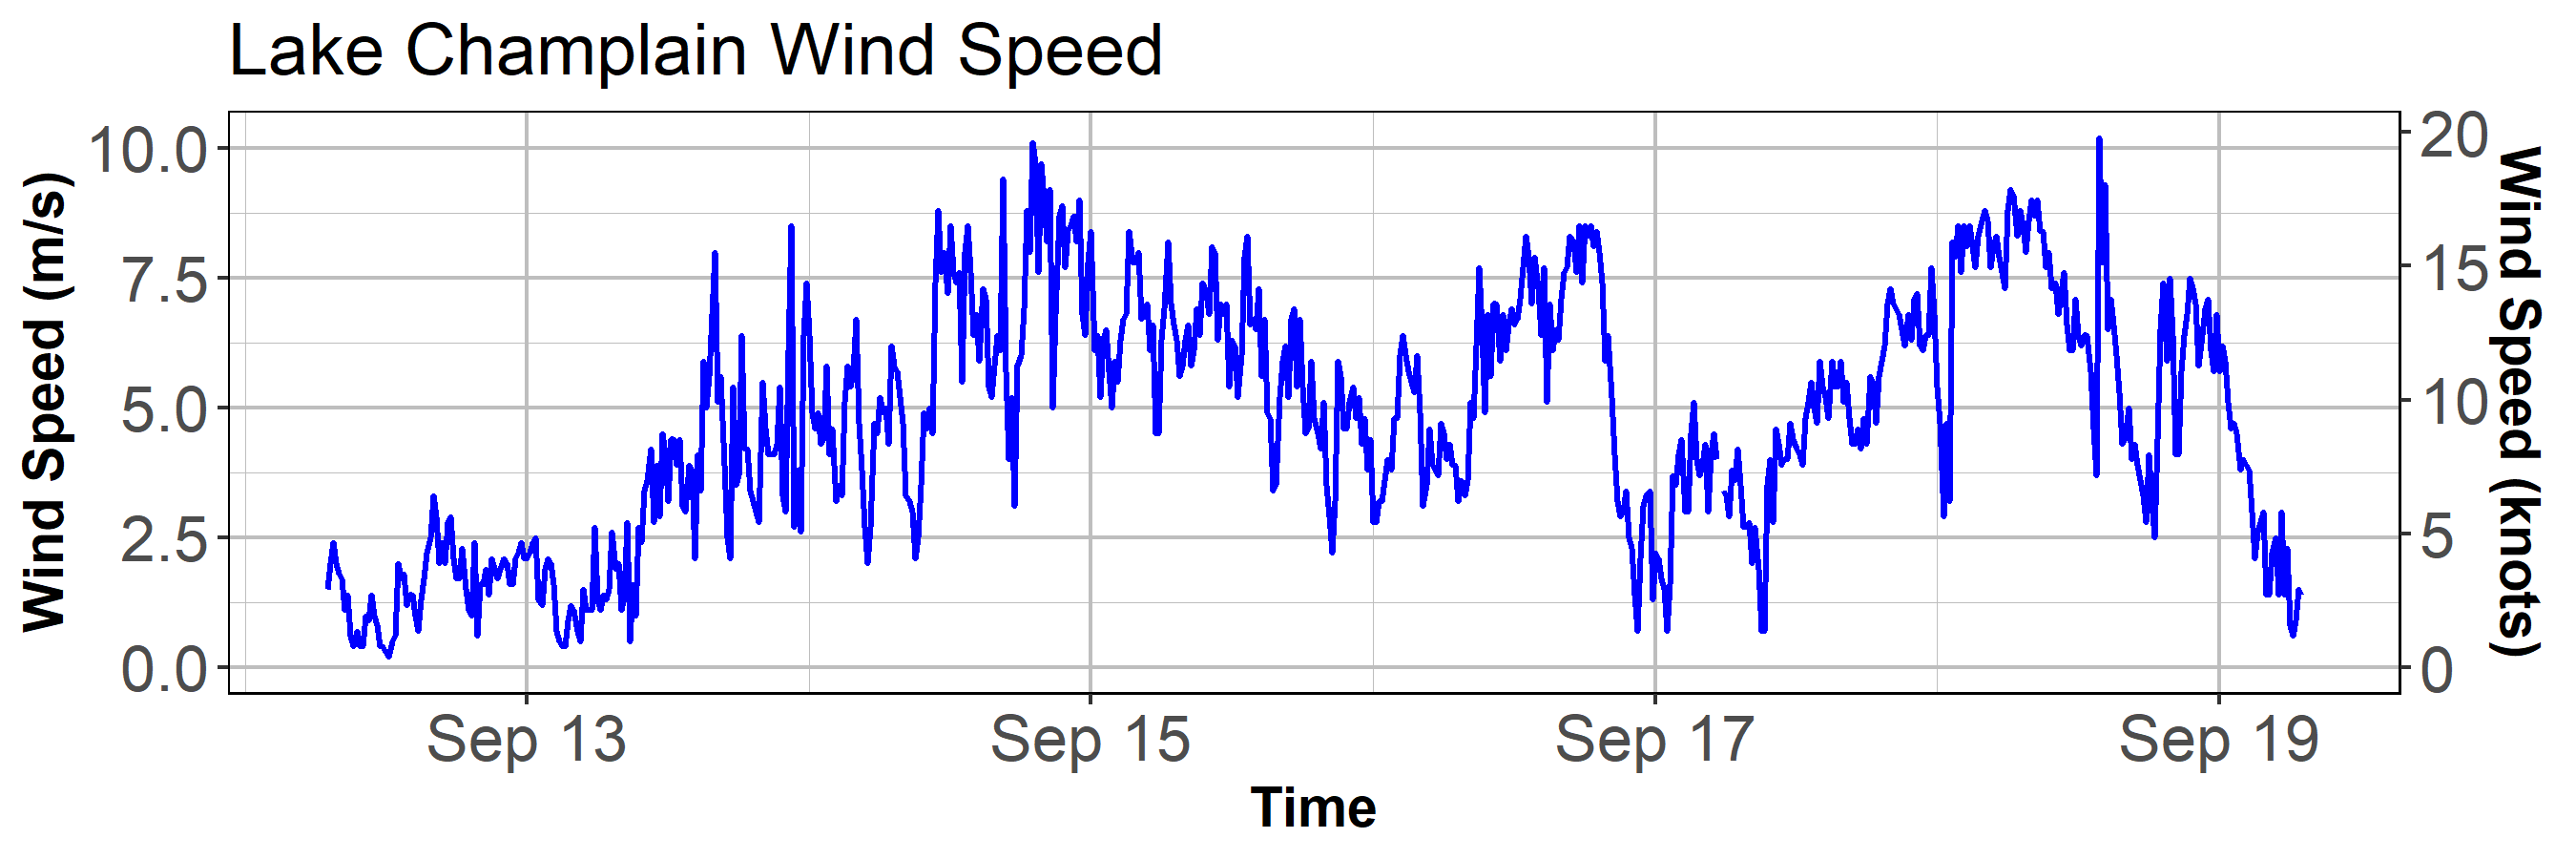 Lake Champlain Wind Speed
Wind Speed (m/s)
10.0
7.5
5.0
2.5
0.0
20
15
10
5
0
Wind Speed (knots)
Sep 13
Sep 15
Sep 17
Sep 19
Time